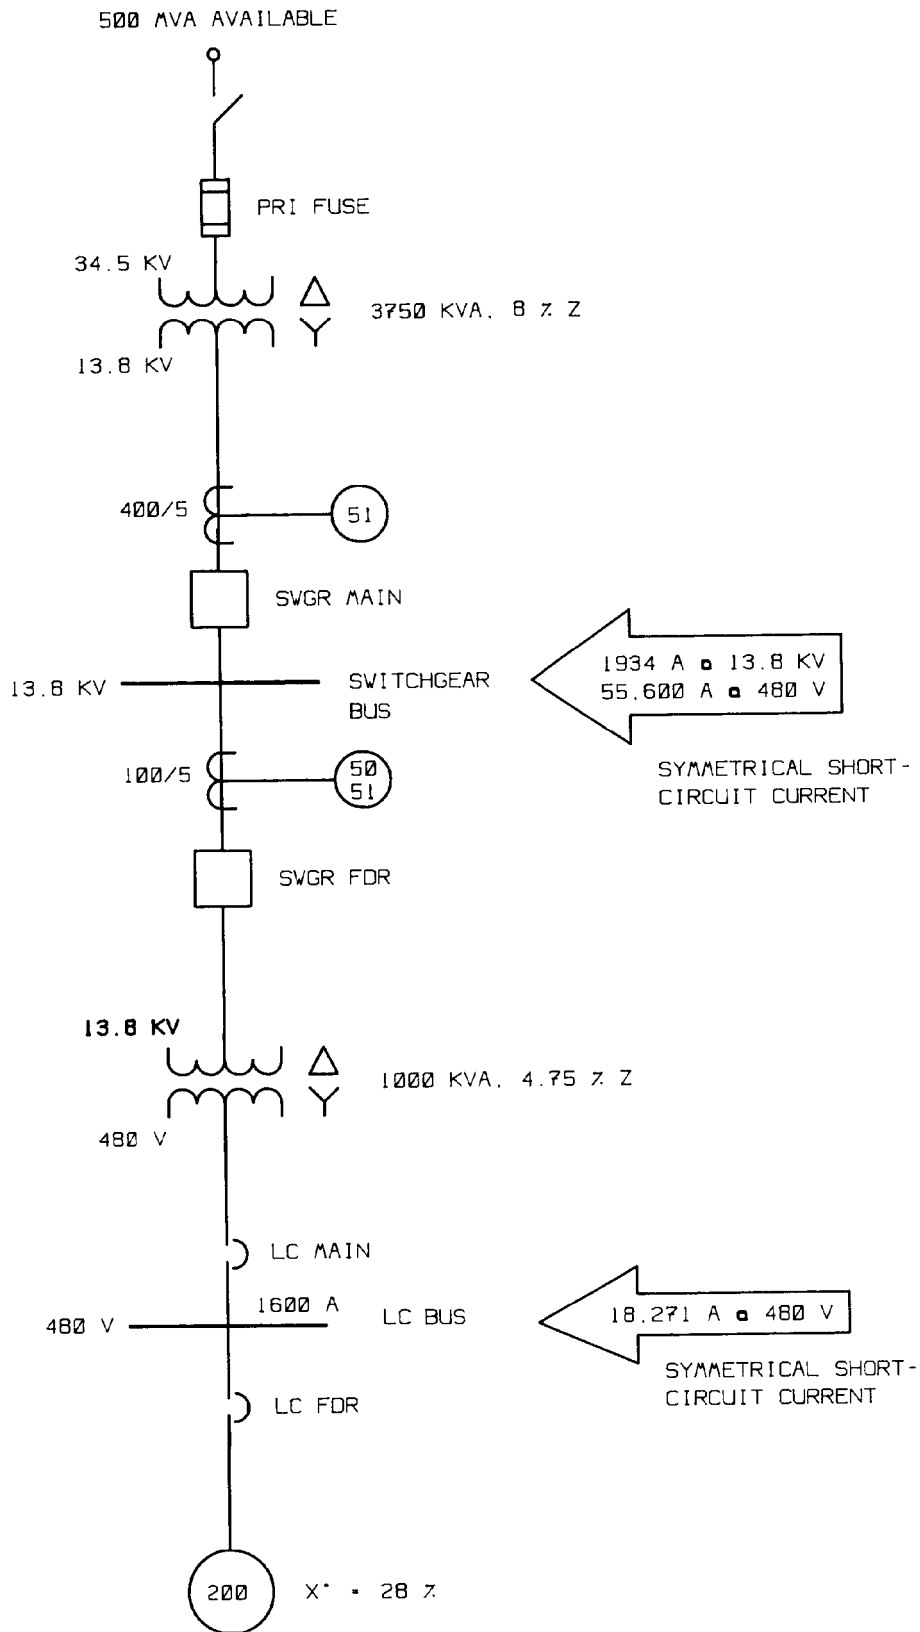 500 MVA AVAILABLE
PRI FUSE
34.5 KV
3750 KVA. 8 % Z
13.8 KV
400/5
51
SWGR MAIN
1934 A @ 13.8 KV
55.600 A @ 480 V
13.8 KV
SWITCHGEAR
BUS
SYMMETRICAL SHORT-
CIRCUIT CURRENT
100/5
50
51
SWGR FDR
13.8 KV
1000 KVA. 4.75 % Z
480 V
LC MAIN
1600 A
480 V
LC BUS
18.271 A @ 480 V
SYMMETRICAL SHORT-
CIRCUIT CURRENT
LC FDR
200
X' = 28 %